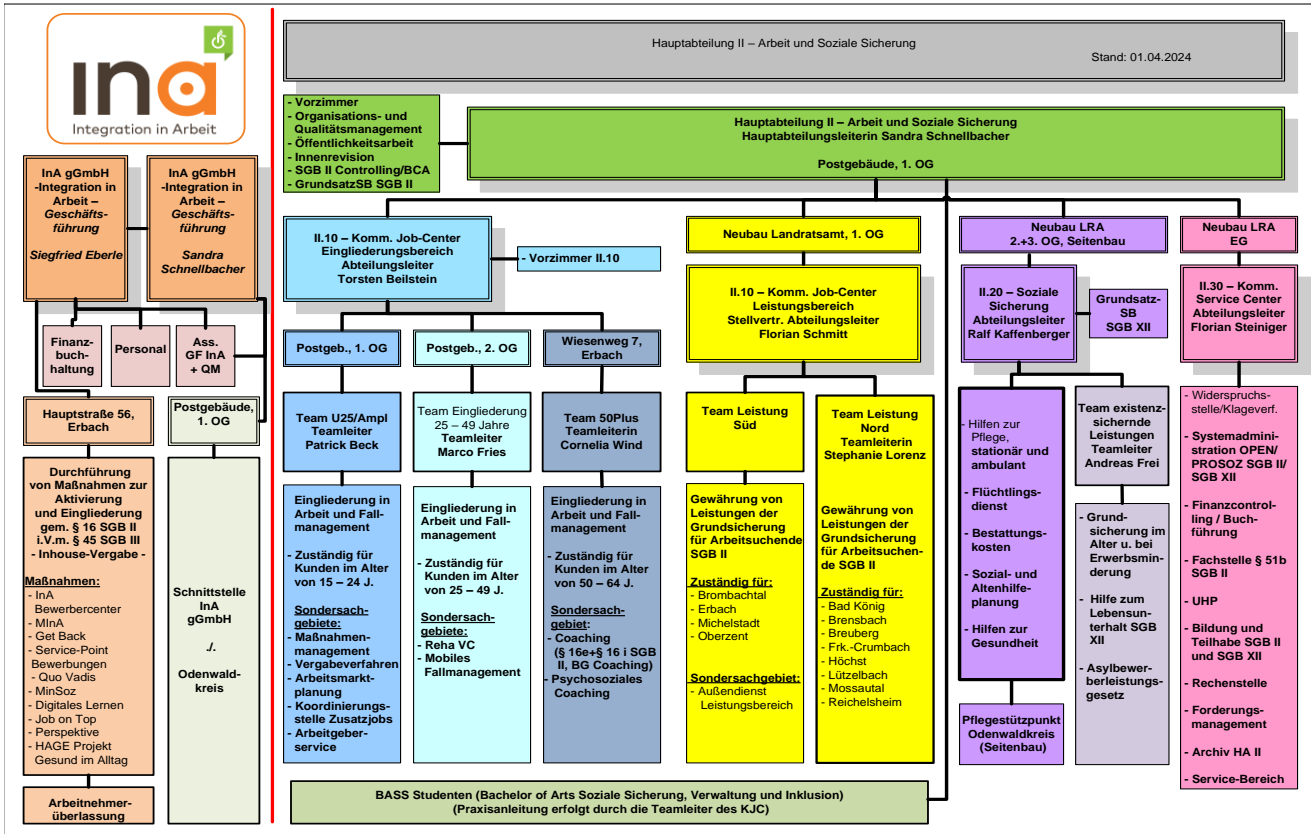 ina
Integration in Arbeit
InA gGmbH
-Integration in
Arbeit –
Geschäfts-
führung
Siegfried Eberle
InA gGmbH
-Integration in
Arbeit –
Geschäfts-
führung
Sandra
Schnellbacher
Finanz-
buch-
haltung
Personal
Ass.
GF InA
+ QM
Hauptstraße 56,
Erbach
Postgebäude,
1. OG
Durchführung
von Maßnahmen zur
Aktivierung
und Eingliederung
gem. § 16 SGB II
i.V.m. § 45 SGB III
- Inhouse-Vergabe -
Maßnahmen:
- InA
Bewerbercenter
- MInA
- Get Back
- Service-Point
Bewerbungen
- Quo Vadis
- MinSoz
- Digitales Lernen
- Job on Top
- Perspektive
- HAGE Projekt
Gesund im Alltag
Arbeitnehmer-
überlassung
Schnittstelle
InA
gGmbH
./.
Odenwald-
kreis
Hauptabteilung II – Arbeit und Soziale Sicherung
Stand: 01.04.2024
- Vorzimmer
- Organisations- und
Qualitätsmanagement
- Öffentlichkeitsarbeit
- Innenrevision
- SGB II Controlling/BCA
- GrundsatzSB SGB II
Hauptabteilung II – Arbeit und Soziale Sicherung
Hauptabteilungsleiterin Sandra Schnellbacher
Postgebäude, 1. OG
II.10 – Komm. Job-Center
Eingliederungsbereich
Abteilungsleiter
Torsten Beilstein
- Vorzimmer II.10
Postgeb., 1. OG
Postgeb., 2. OG
Wiesenweg 7,
Erbach
Team U25/Ampl
Teamleiter
Patrick Beck
Team Eingliederung
25 – 49 Jahre
Teamleiter
Marco Fries
Team 50Plus
Teamleiterin
Cornelia Wind
Eingliederung in
Arbeit und Fall-
management
- Zuständig für
Kunden im Alter
von 15 – 24 J.
Sondersach-
gebiete:
- Maßnahmen-
management
- Vergabeverfahren
- Arbeitsmarkt-
planung
- Koordinierungs-
stelle Zusatzjobs
- Arbeitgeber-
service
Eingliederung in
Arbeit und Fall-
management
- Zuständig für
Kunden im Alter
von 25 – 49 J.
Sondersach-
gebiete:
- Reha VC
- Mobiles
Fallmanagement
Eingliederung in
Arbeit und Fall-
management
- Zuständig für
Kunden im Alter
von 50 – 64 J.
Sondersach-
gebiet:
- Coaching
(§ 16e+§ 16 i SGB
II, BG Coaching)
- Psychosoziales
Coaching
Neubau Landratsamt, 1. OG
II.10 – Komm. Job-Center
Leistungsbereich
Stellvertr. Abteilungsleiter
Florian Schmitt
Team Leistung
Süd
Team Leistung
Nord
Teamleiterin
Stephanie Lorenz
Gewährung von
Leistungen der
Grundsicherung
für Arbeitsuchende
SGB II
Zuständig für:
- Brombachtal
- Erbach
- Michelstadt
- Oberzent
Sondersachgebiet:
- Außendienst
Leistungsbereich
Gewährung von
Leistungen der
Grundsicherung
für Arbeitsuchen-
de SGB II
Zuständig für:
- Bad König
- Brensbach
- Breuberg
- Frk.-Crumbach
- Höchst
- Lützelbach
- Mossautal
- Reichelsheim
Neubau LRA
2.+3. OG, Seitenbau
II.20 – Soziale
Sicherung
Abteilungsleiter
Ralf Kaffenberger
Grundsatz-
SB
SGB XII
- Hilfen zur
Pflege,
stationär und
ambulant
- Flüchtlings-
dienst
- Bestattungs-
kosten
- Sozial- und
Altenhilfe-
planung
- Hilfen zur
Gesundheit
Pflegestützpunkt
Odenwaldkreis
(Seitenbau)
Team existenz-
sichernde
Leistungen
Teamleiter
Andreas Frei
- Grund-
sicherung im
Alter u. bei
Erwerbsmin-
derung
- Hilfe zum
Lebensun-
terhalt SGB
XII
- Asylbewer-
berleistungs-
gesetz
Neubau LRA
EG
II.30 – Komm.
Service Center
Abteilungsleiter
Florian Steiniger
- Widerspruchs-
stelle/Klageverf.
- Systemadmini-
stration OPEN/
PROSOZ SGB II/
SGB XII
- Finanzcontrol-
ling / Buch-
führung
- Fachstelle § 51b
SGB II
- UHP
- Bildung und
Teilhabe SGB II
und SGB XII
- Rechenstelle
- Forderungs-
management
- Archiv HA II
- Service-Bereich
BASS Studenten (Bachelor of Arts Soziale Sicherung, Verwaltung und Inklusion)
(Praxisanleitung erfolgt durch die Teamleiter des KJC)